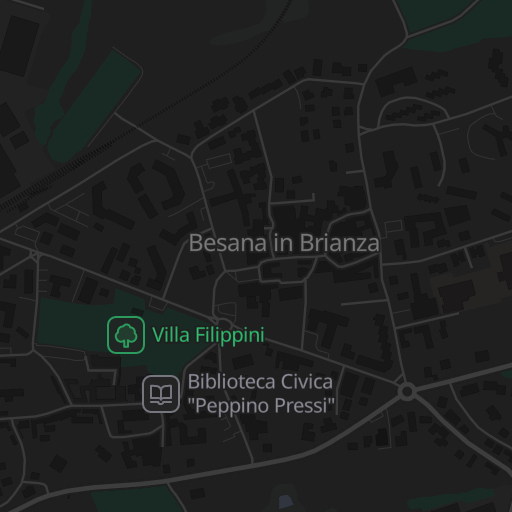 Besana in Brianza
Villa Filippini
Biblioteca Civica
"Peppino Pressi"